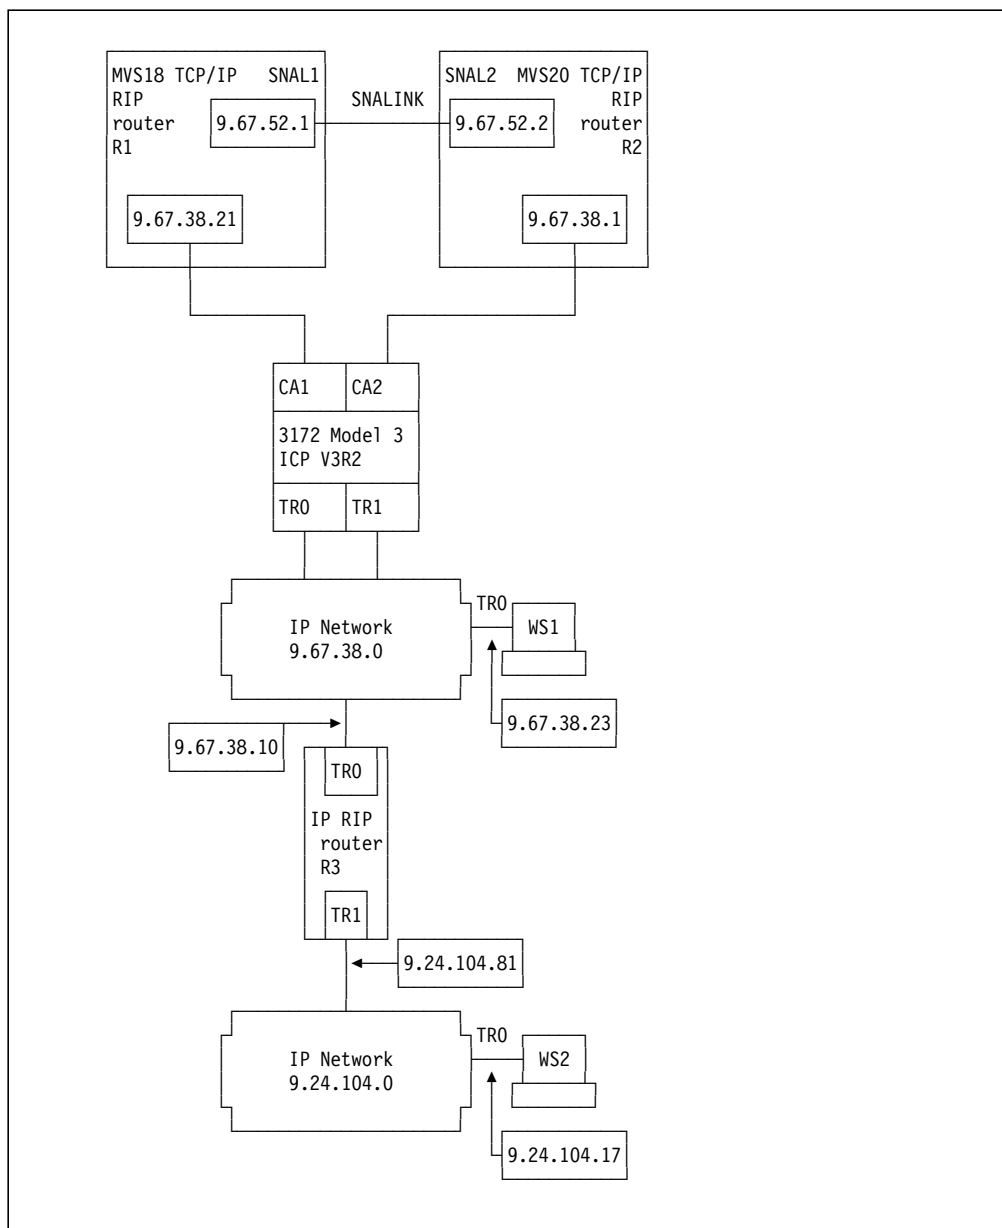 MVS18 TCP/IP SNAL1
RIP
router
R1
9.67.52.1
9.67.38.21
SNALINK
SNAL2 MVS20 TCP/IP
RIP
router
R2
9.67.52.2
9.67.38.1
CA1 CA2
3172 Model 3
ICP V3R2
TR0 TR1
IP Network
9.67.38.0
TR0
WS1
9.67.38.23
9.67.38.10
TR0
IP RIP
router
R3
TR1
9.24.104.81
IP Network
9.24.104.0
TR0
WS2
9.24.104.17